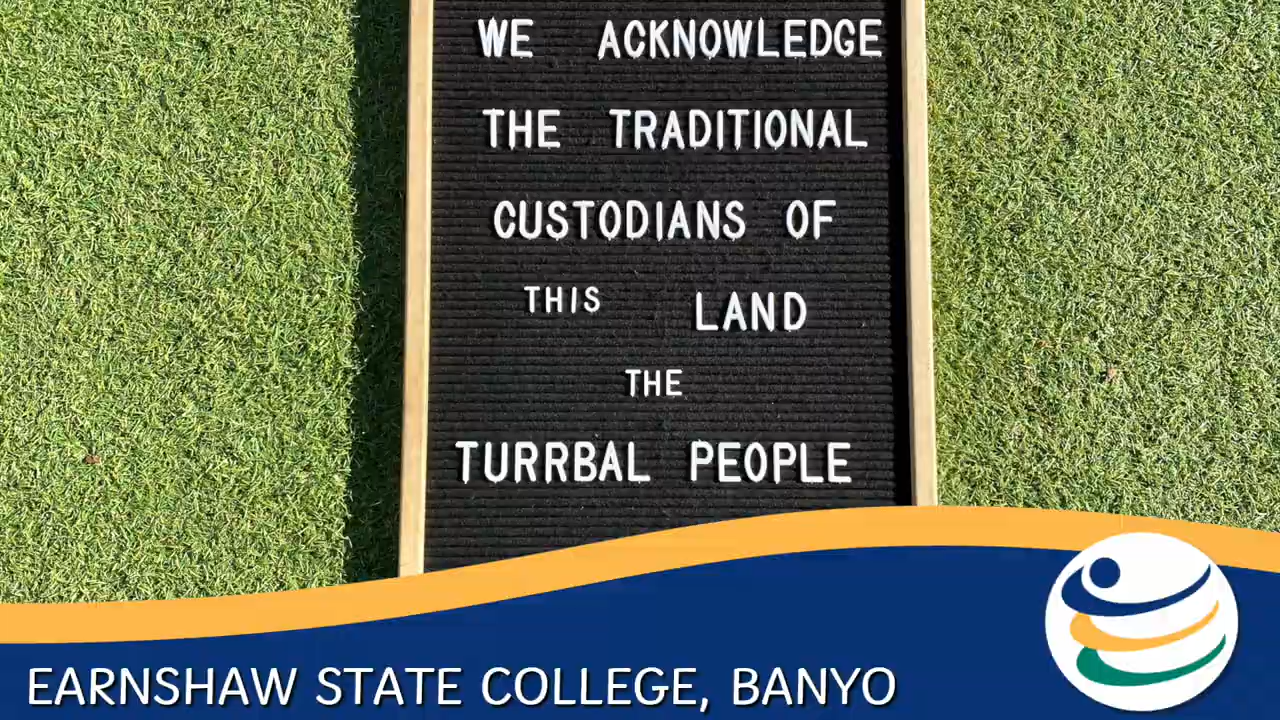 WE ACKNOWLEDGE
THE TRADITIONAL
CUSTODIANS OF
THIS LAND
THE
TURRBAL PEOPLE
EARNSHAW STATE COLLEGE, BANYO